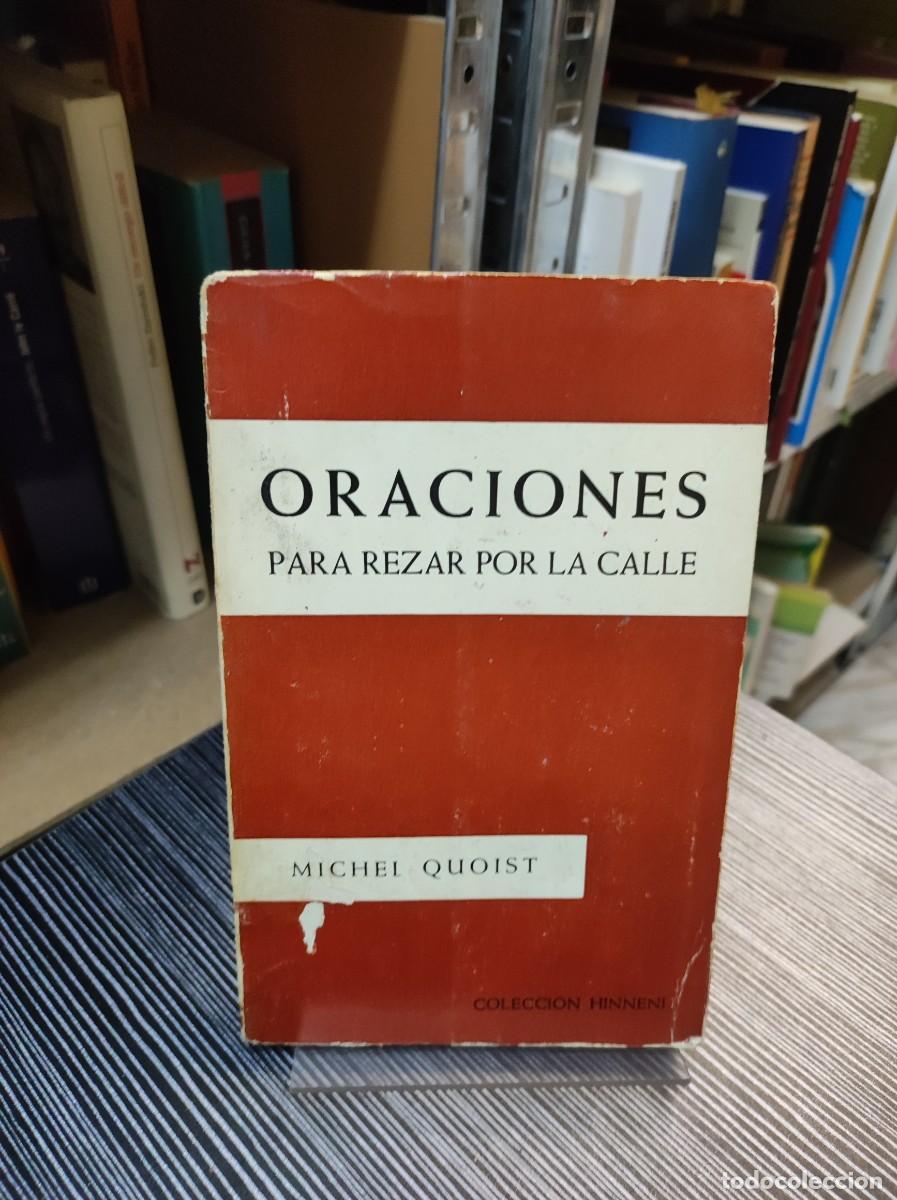 ORACIONES
PARA REZAR POR LA CALLE
MICHEL QUOIST
COLECCION HINNENI
todocoleccion